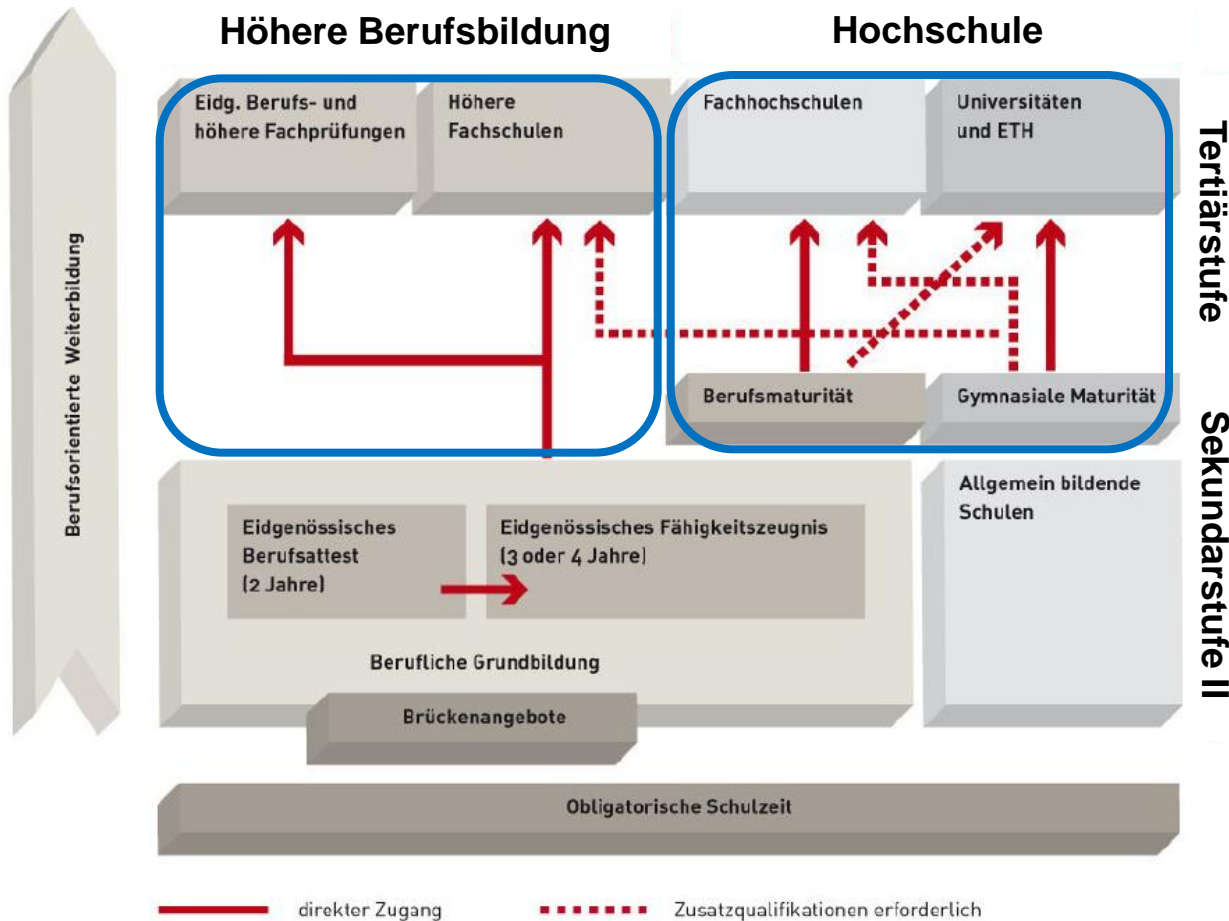 Höhere Berufsbildung
Hochschule
Eidg. Berufs- und
höhere Fachprüfungen
Höhere
Fachschulen
Fachhochschulen
Universitäten
und ETH
Tertiärstufe
Berufsorientierte Weiterbildung
Berufsmaturität
Gymnasiale Maturität
Sekundarstufe II
Allgemein bildende
Schulen
Eidgenössisches
Berufsattest
(2 Jahre)
Eidgenössisches Fähigkeitszeugnis
(3 oder 4 Jahre)
Berufliche Grundbildung
Brückenangebote
Obligatorische Schulzeit
direkter Zugang
Zusatzqualifikationen erforderlich